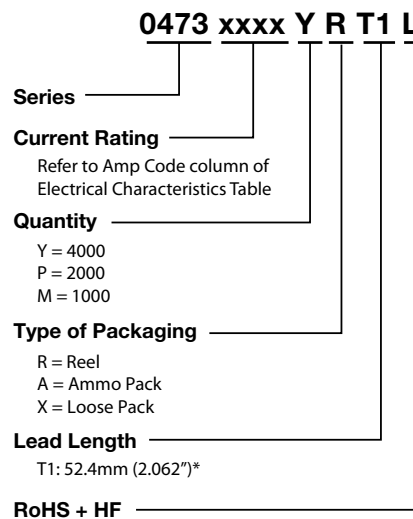 0473 xxxx Y R T1 L
Series
Current Rating
Refer to Amp Code column of
Electrical Characteristics Table
Quantity
Y = 4000
P = 2000
M = 1000
Type of Packaging
R = Reel
A = Ammo Pack
X = Loose Pack
Lead Length
T1: 52.4mm (2.062")*
RoHS + HF